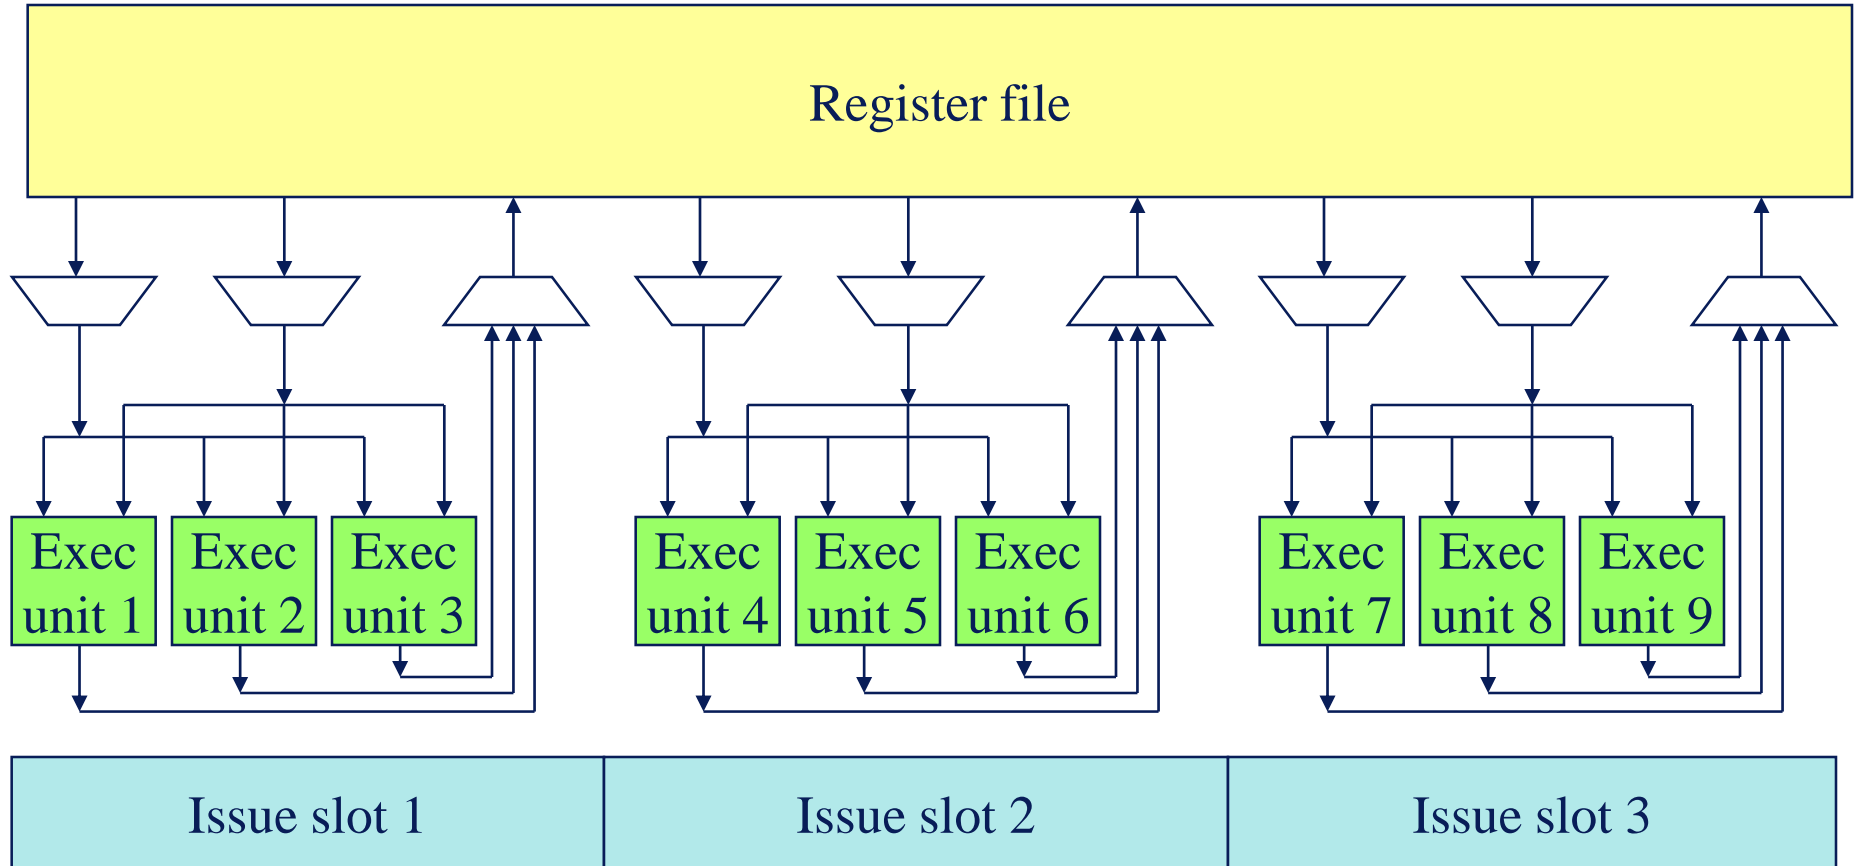 Register file
Exec
unit 1
Exec
unit 2
Exec
unit 3
Exec
unit 4
Exec
unit 5
Exec
unit 6
Exec
unit 7
Exec
unit 8
Exec
unit 9
Issue slot 1
Issue slot 2
Issue slot 3